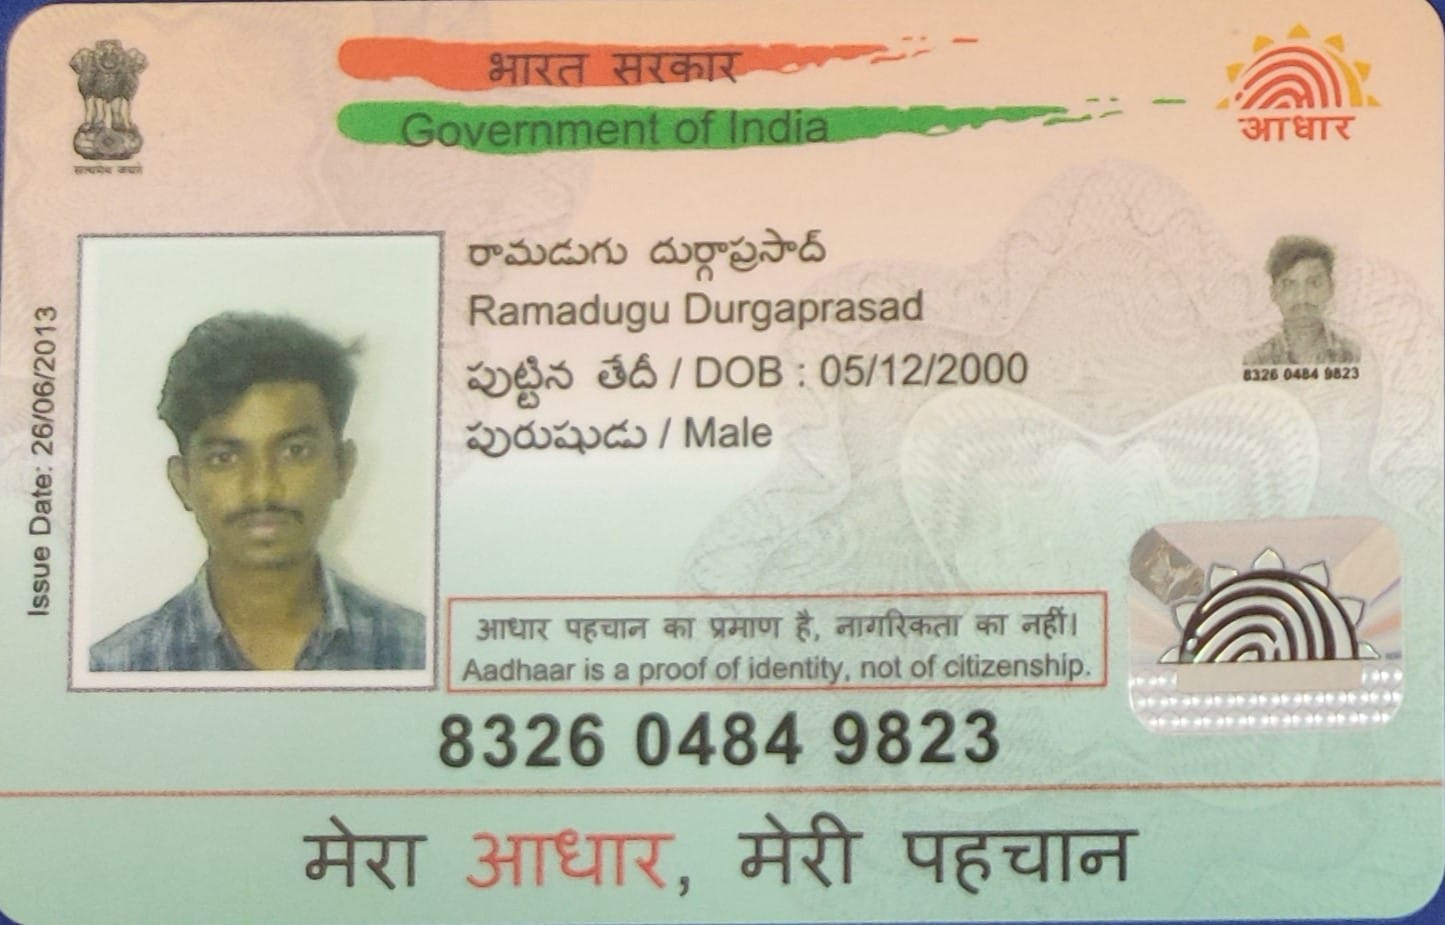 भारत सरकार
Government of India
आधार
सत्यमेव जयते
Issue Date: 26/06/2013
రామడుగు దుర్గాప్రసాద్
Ramadugu Durgaprasad
పుట్టిన తేదీ / DOB : 05/12/2000
పురుషుడు / Male
8326 0484 9823
आधार पहचान का प्रमाण है, नागरिकता का नहीं।
Aadhaar is a proof of identity, not of citizenship.
8326 0484 9823
मेरा आधार, मेरी पहचान